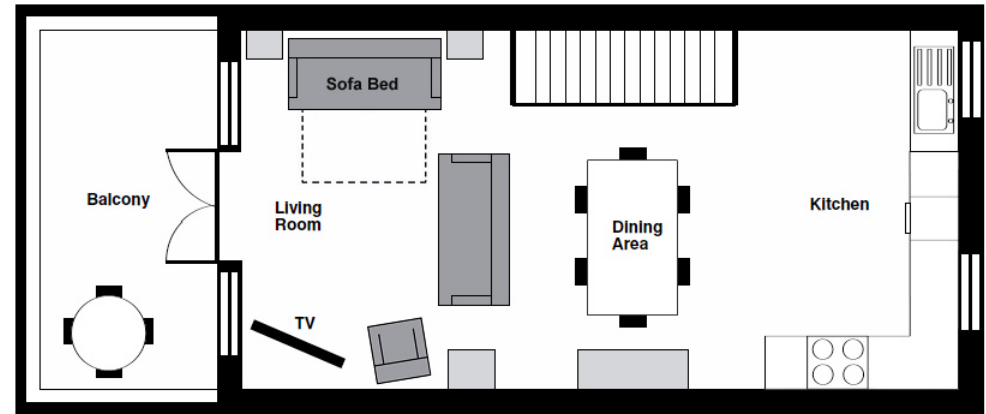 Sofa Bed
Balcony
Living
Room
Dining
Area
Kitchen
TV